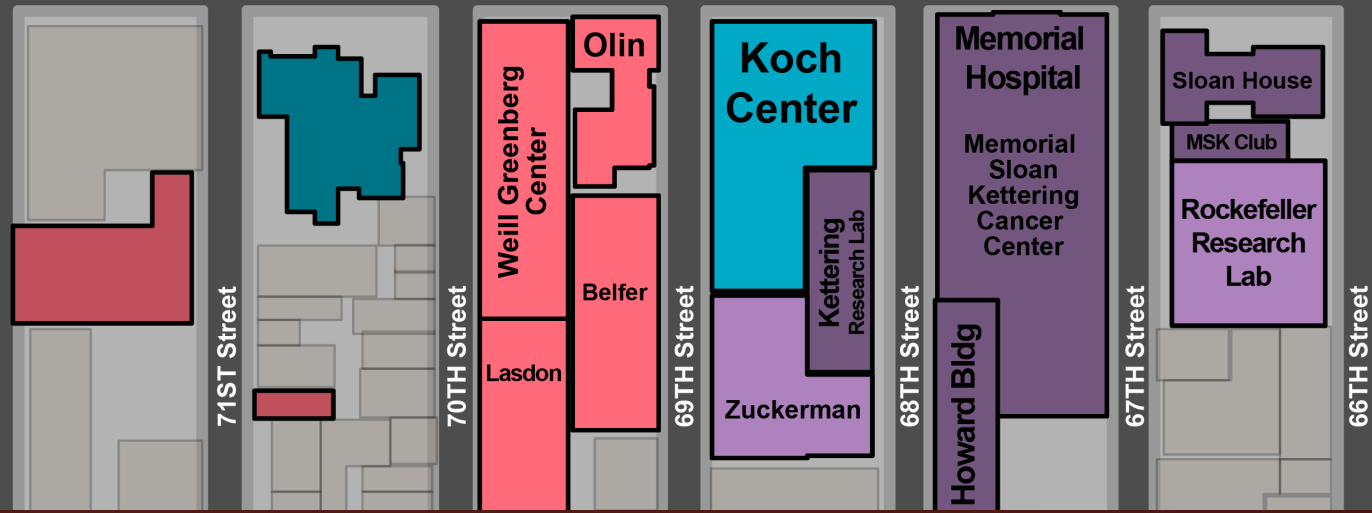 71ST Street
70TH Street
Weill Greenberg
Center
Lasdon
Olin
Belfer
69TH Street
Koch
Center
Kettering
Research Lab
Zuckerman
68TH Street
Memorial
Hospital
Memorial
Sloan
Kettering
Cancer
Center
Howard Bldg
67TH Street
Sloan House
MSK Club
Rockefeller
Research
Lab
66TH Street